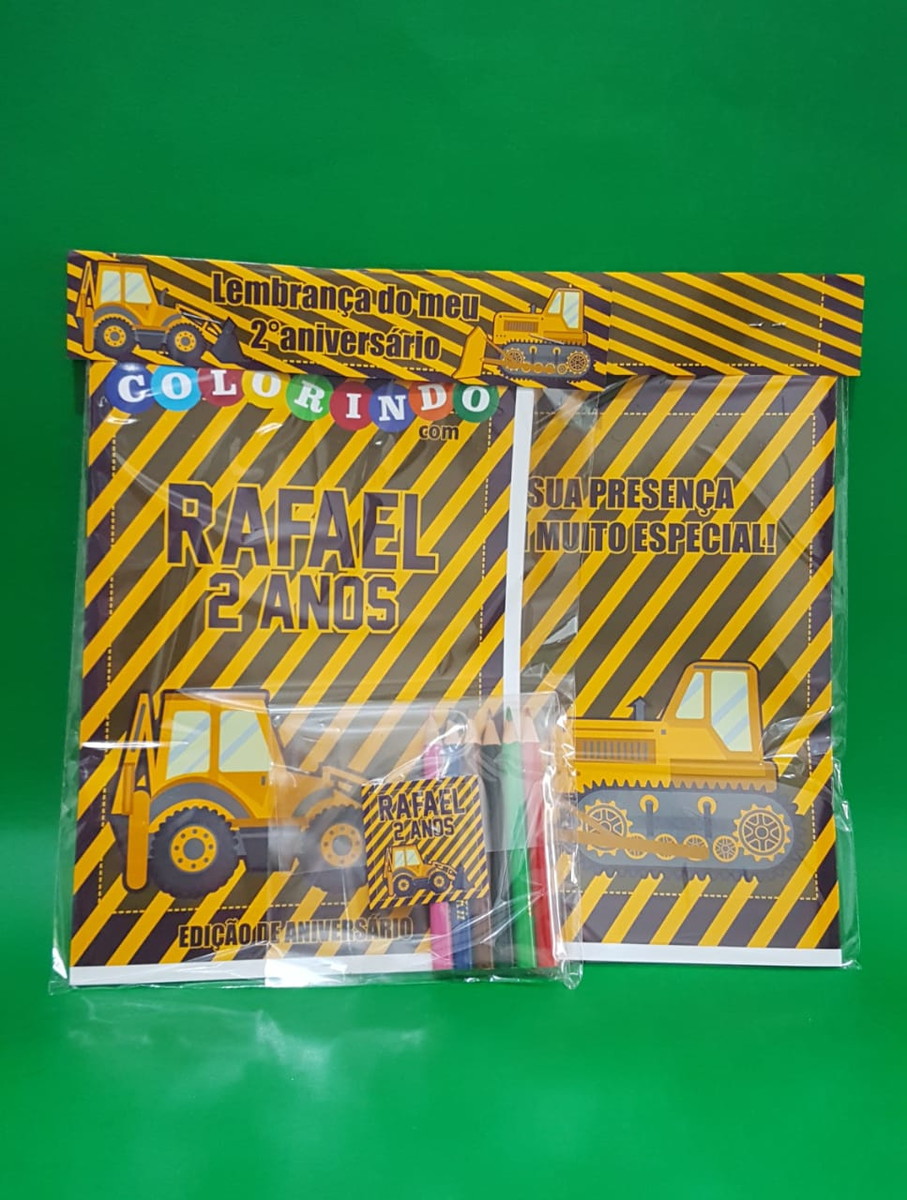 Lembrança do meu
2°aniversário
COLORINDO
com
RAFAEL
2 ANOS
EDIÇÃO DE ANIVERSÁRIO
RAFAEL
2 ANOS
SUA PRESENÇA
MUITO ESPECIAL!